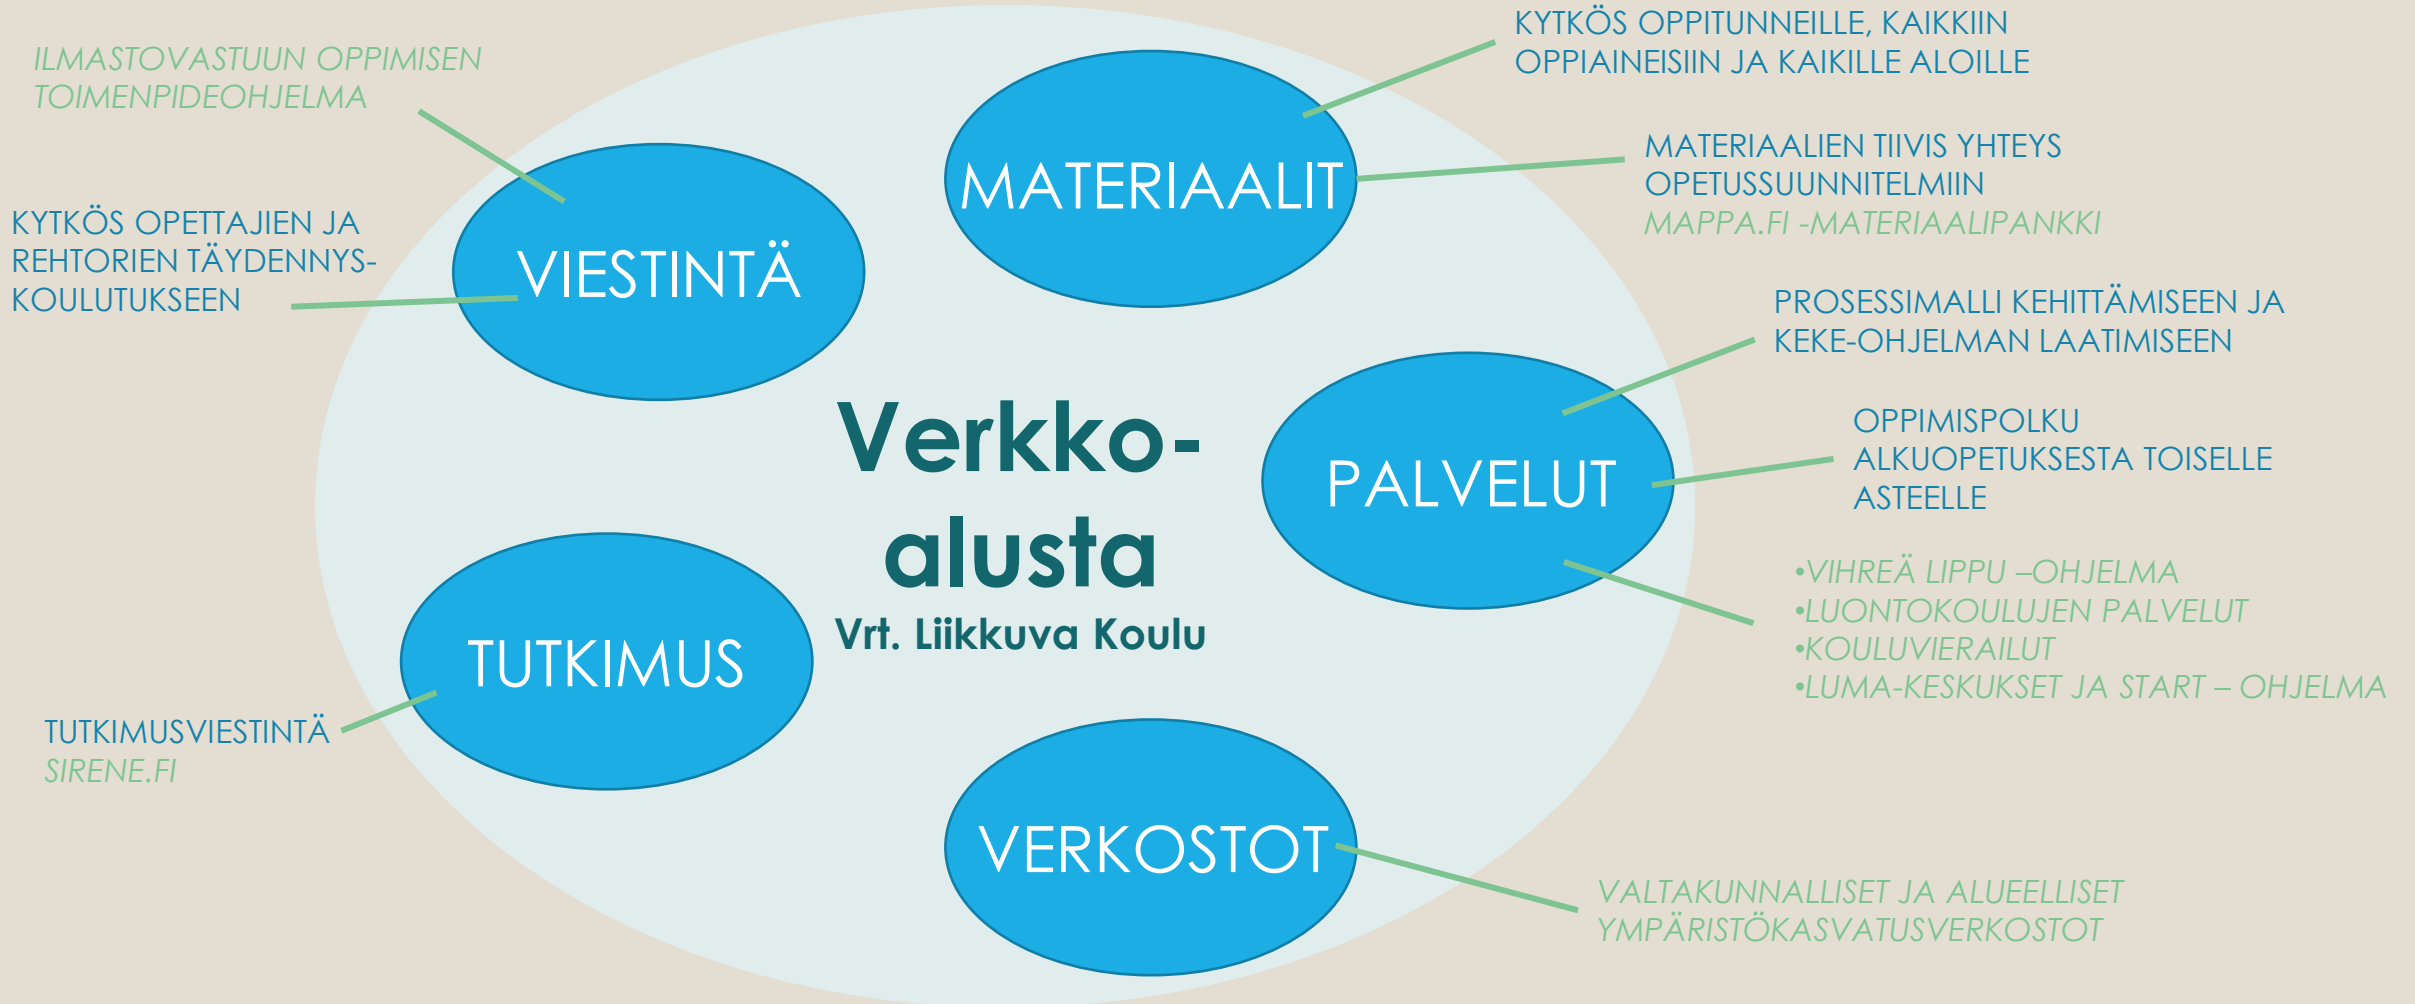 ILMASTOVASTUUN OPPIMISEN
TOIMENPIDEOHJELMA
KYTKÖS OPETTAJIEN JA
REHTORIEN TÄYDENNYS-
KOULUTUKSEEN
VIESTINTÄ
MATERIAALIT
KYTKÖS OPPITUNNEILLE, KAIKKIIN
OPPIAINEISIIN JA KAIKILLE ALOILLE
MATERIAALIEN TIIVIS YHTEYS
OPETUSSUUNNITELMIIN
MAPPA.FI -MATERIAALIPANKKI
PROSESSIMALLI KEHITTÄMISEEN JA
KEKE-OHJELMAN LAATIMISEEN
PALVELUT
OPPIMISPOLKU
ALKUOPETUKSESTA TOISELLE
ASTEELLE
•VIHREÄ LIPPU –OHJELMA
•LUONTOKOULUJEN PALVELUT
•KOULUVIERAILUT
•LUMA-KESKUKSET JA START – OHJELMA
Verkko-
alusta
Vrt. Liikkuva Koulu
TUTKIMUS
TUTKIMUSVIESTINTÄ
SIRENE.FI
VERKOSTOT
VALTAKUNNALLISET JA ALUEELLISET
YMPÄRISTÖKASVATUSVERKOSTOT